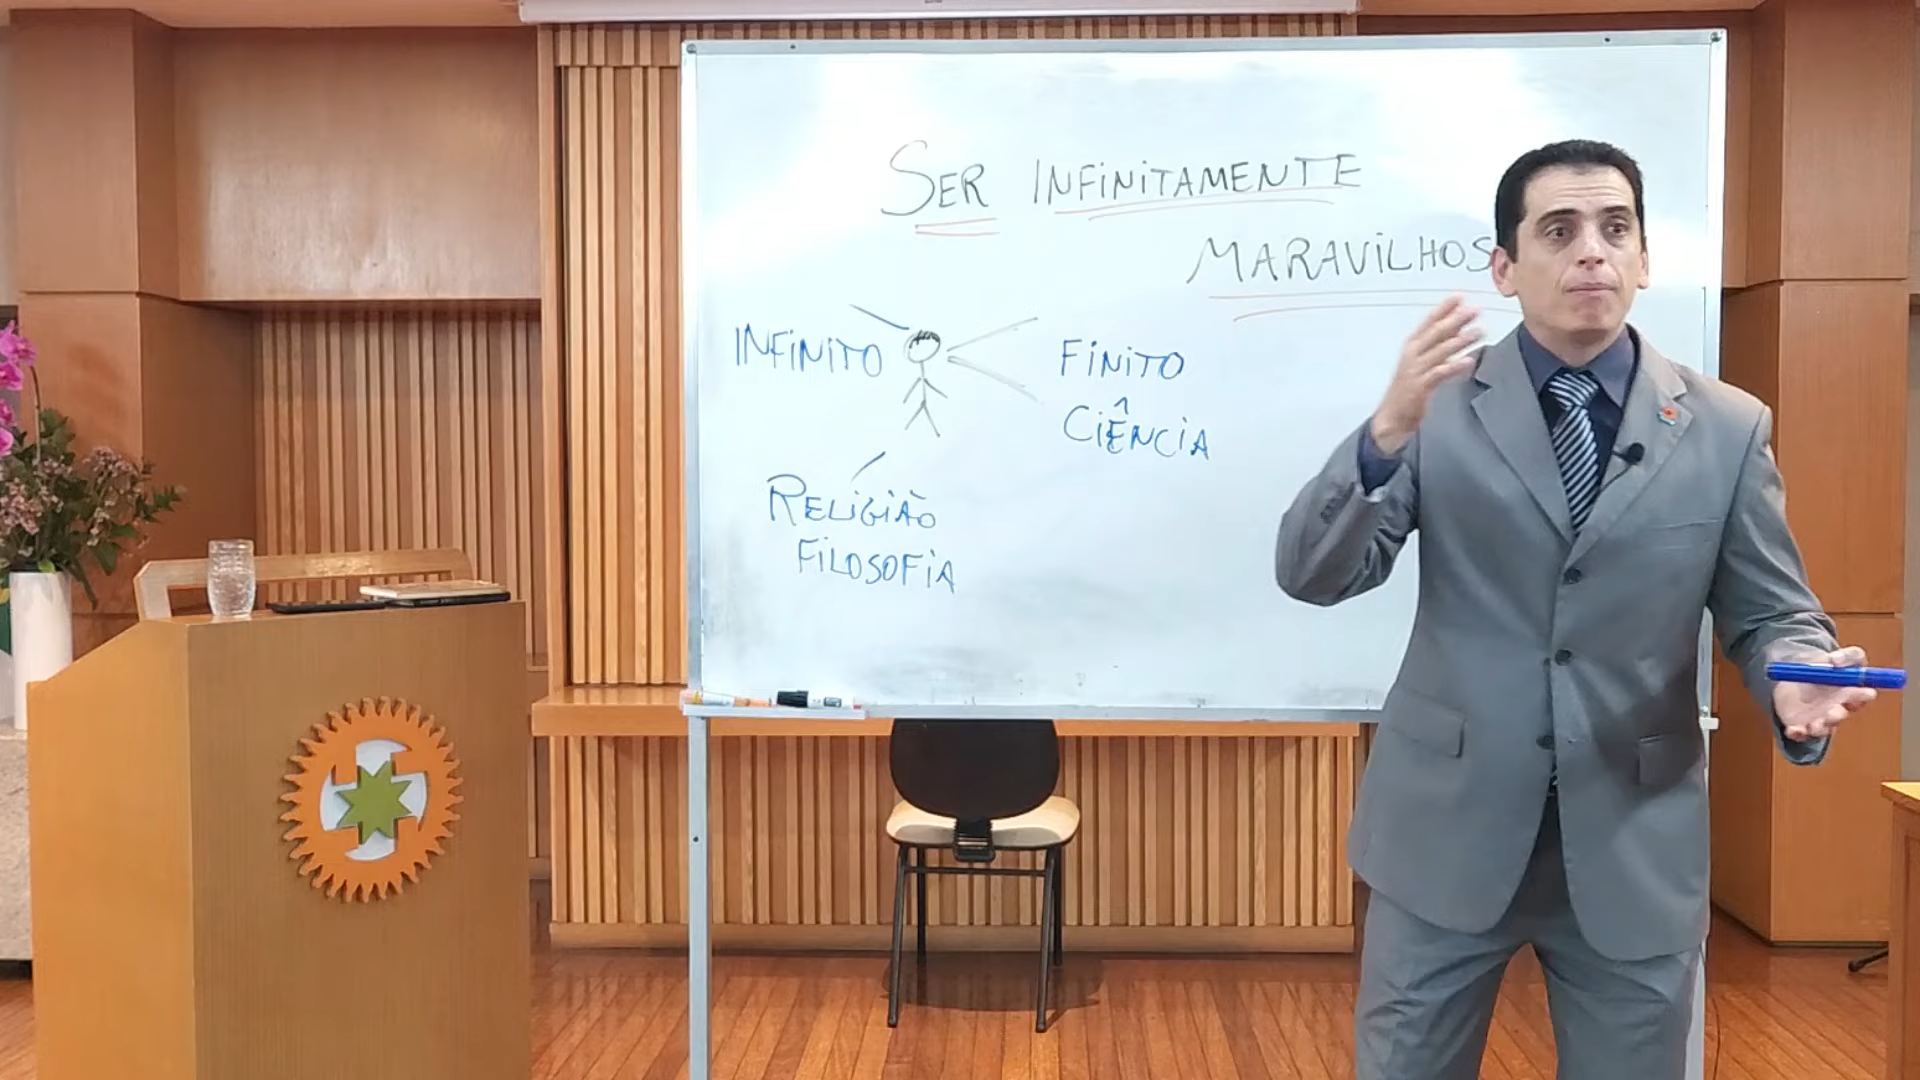 SER INFINITAMENTE
MARAVILHOS
INFINITO
FINITO
CIÊNCIA
RELIGIÃO
FILOSOFIA